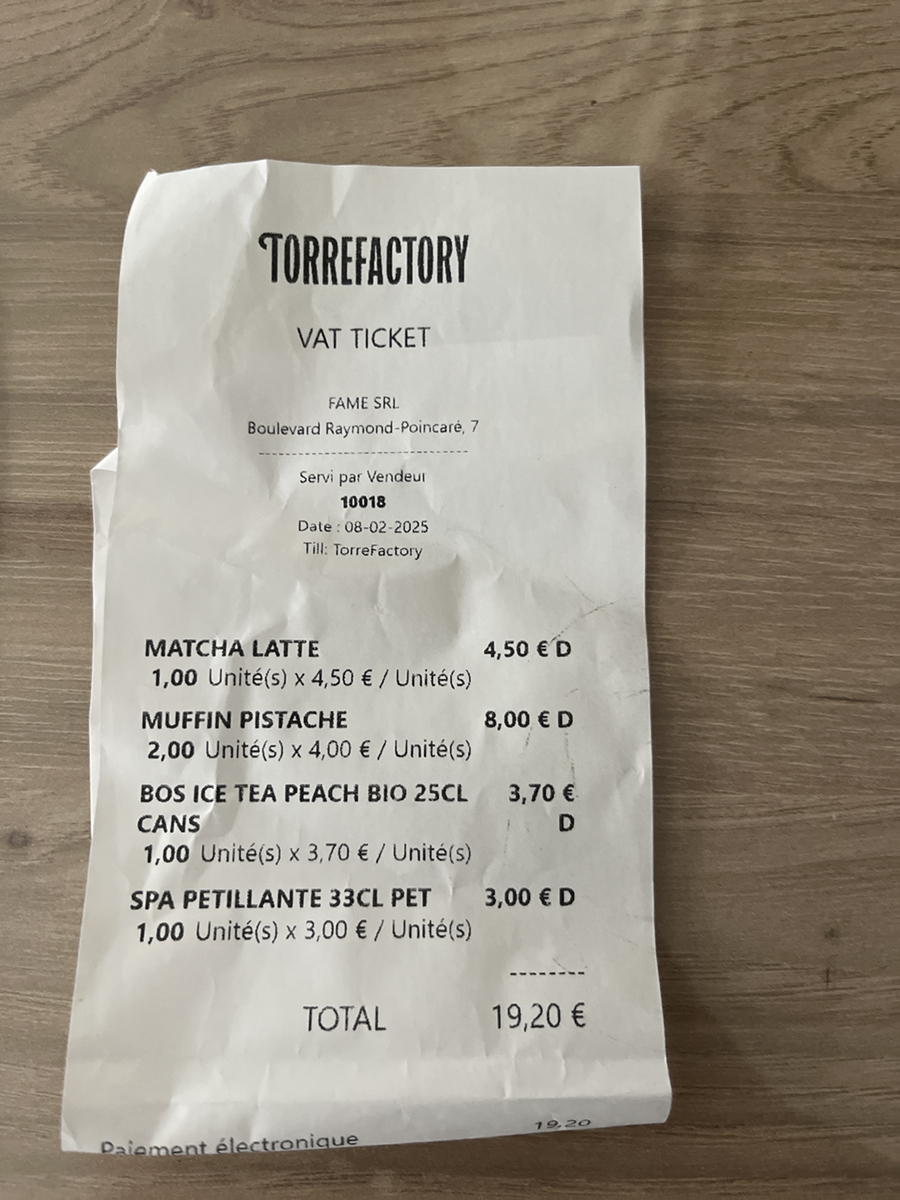 TORREFACTORY
VAT TICKET
FAME SRL
Boulevard Raymond-Poincaré, 7
--------------------------------
Servi par Vendeur
10018
Date : 08-02-2025
Till: TorreFactory
MATCHA LATTE 4,50 € D
1,00 Unité(s) x 4,50 € / Unité(s)
MUFFIN PISTACHE 8,00 € D
2,00 Unité(s) x 4,00 € / Unité(s)
BOS ICE TEA PEACH BIO 25CL 3,70 €
CANS D
1,00 Unité(s) x 3,70 € / Unité(s)
SPA PETILLANTE 33CL PET 3,00 € D
1,00 Unité(s) x 3,00 € / Unité(s)
--------
TOTAL 19,20 €
Paiement électronique 19,20